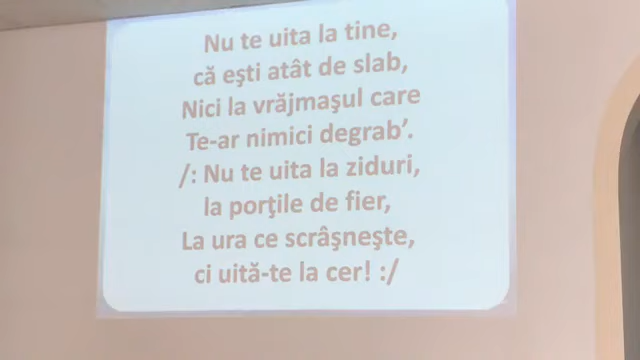 Nu te uita la tine,
că eşti atât de slab,
Nici la vrăjmaşul care
Te-ar nimici degrab’.
/: Nu te uita la ziduri,
la porţile de fier,
La ura ce scrâşneşte,
ci uită-te la cer! :/